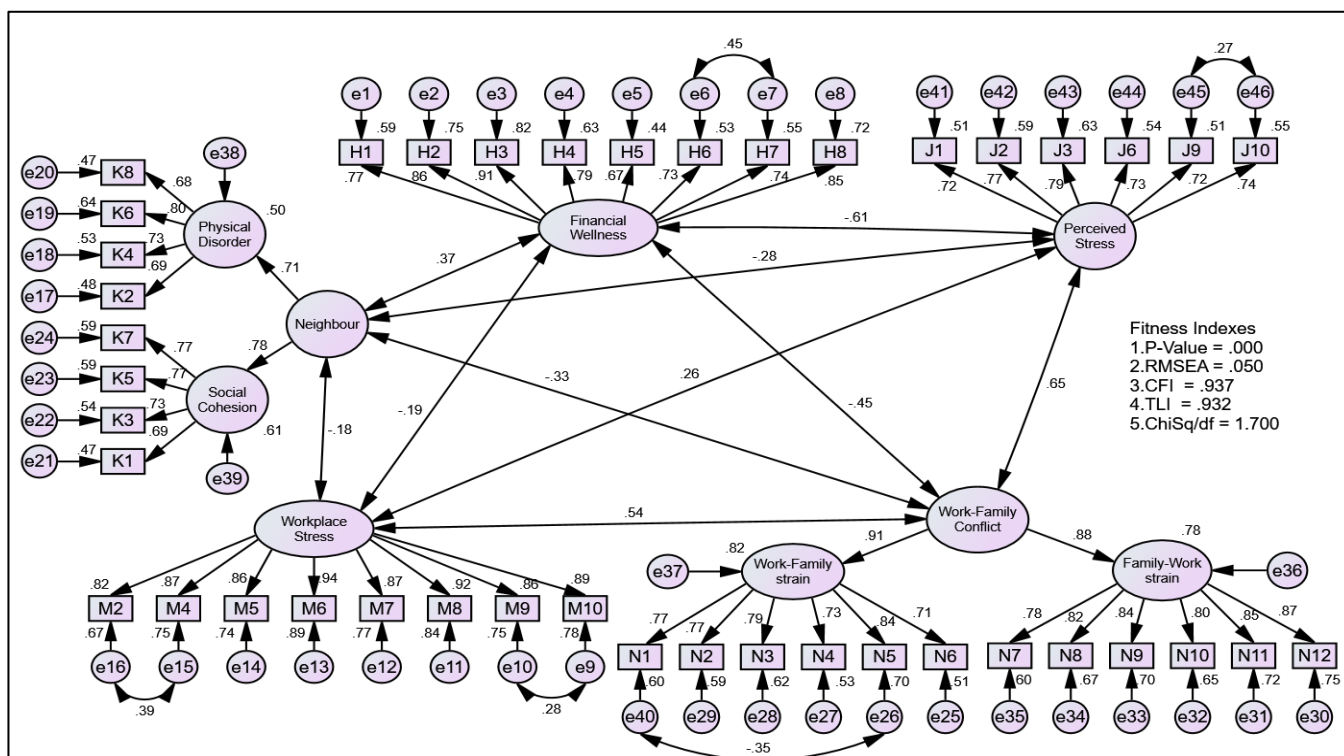 .45
.27
e1 e2 e3 e4 e5 e6 e7 e8
e41 e42 e43 e44 e45 e46
.59 .75 .82 .63 .44 .53 .55 .72
.51 .59 .63 .54 .51 .55
H1 H2 H3 H4 H5 H6 H7 H8
J1 J2 J3 J6 J9 J10
.77 .86 .91 .79 .67 .73 .74 .85
.72 .77 .79 .73 .72 .74
e38
e20 .47 K8 .68
e19 .64 K6 .80
e18 .53 K4 .73
e17 .48 K2 .69
Physical
Disorder
.50
.71
Financial
Wellness
Perceived
Stress
-.61
.37
-.28
Neighbour
.78
e24 .59 K7 .77
e23 .59 K5 .77
e22 .54 K3 .73
e21 .47 K1 .69
Social
Cohesion
.61
e39
-.18
-.19
-.33
.26
-.45
.65
Fitness Indexes
1.P-Value = .000
2.RMSEA = .050
3.CFI = .937
4.TLI = .932
5.ChiSq/df = 1.700
Workplace
Stress
.54
Work-Family
Conflict
.91
.88
.82 .87 .86 .94 .87 .92 .86 .89
M2 M4 M5 M6 M7 M8 M9 M10
.67 .75 .74 .89 .77 .84 .75 .78
e16 e15 e14 e13 e12 e11 e10 e9
.39
.28
e37
.82
Work-Family
strain
.78
Family-Work
strain
e36
.77 .77 .79 .73 .84 .71
.78 .82 .84 .80 .85 .87
N1 N2 N3 N4 N5 N6
N7 N8 N9 N10 N11 N12
.60 .59 .62 .53 .70 .51
.60 .67 .70 .65 .72 .75
e40 e29 e28 e27 e26 e25
e35 e34 e33 e32 e31 e30
-.35